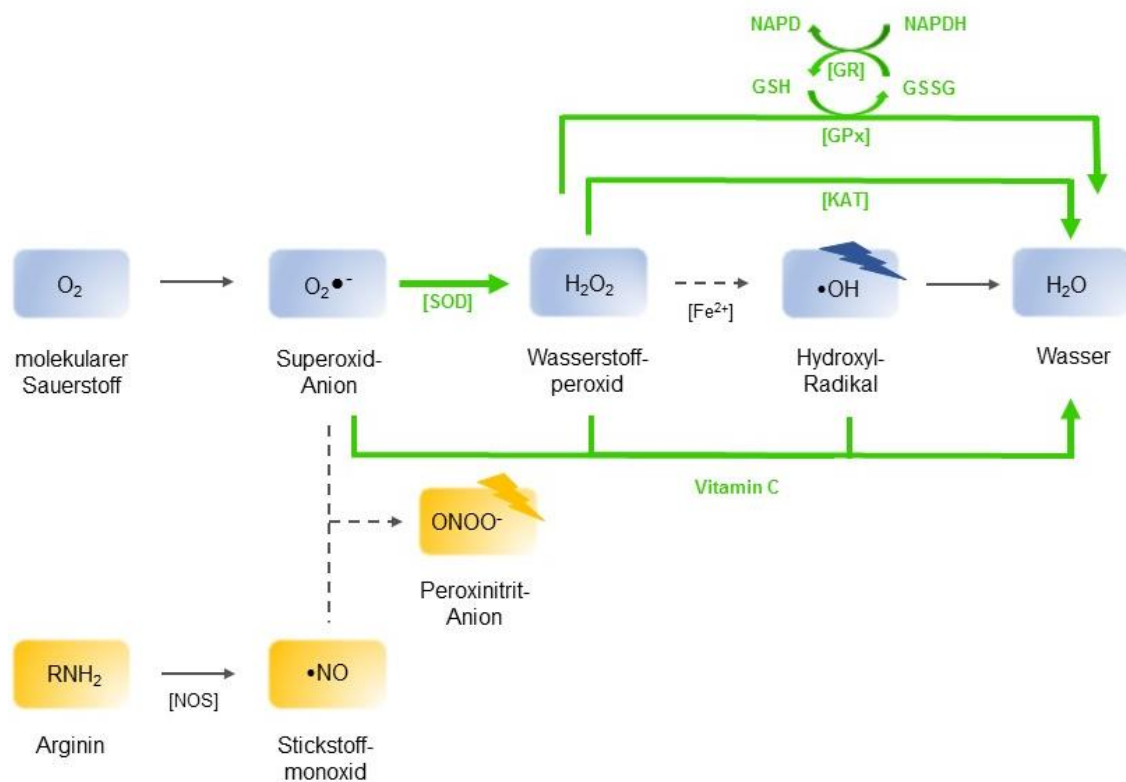 NAPD NAPDH
[GR]
GSH GSSG
[GPx]
[KAT]
O₂ O₂●⁻ H₂O₂ •OH H₂O
[SOD] [Fe²⁺]
molekularer
Sauerstoff
Superoxid-
Anion
Wasserstoff-
peroxid
Hydroxyl-
Radikal
Wasser
Vitamin C
ONOO⁻
Peroxinitrit-
Anion
RNH₂ •NO
[NOS]
Arginin
Stickstoff-
monoxid